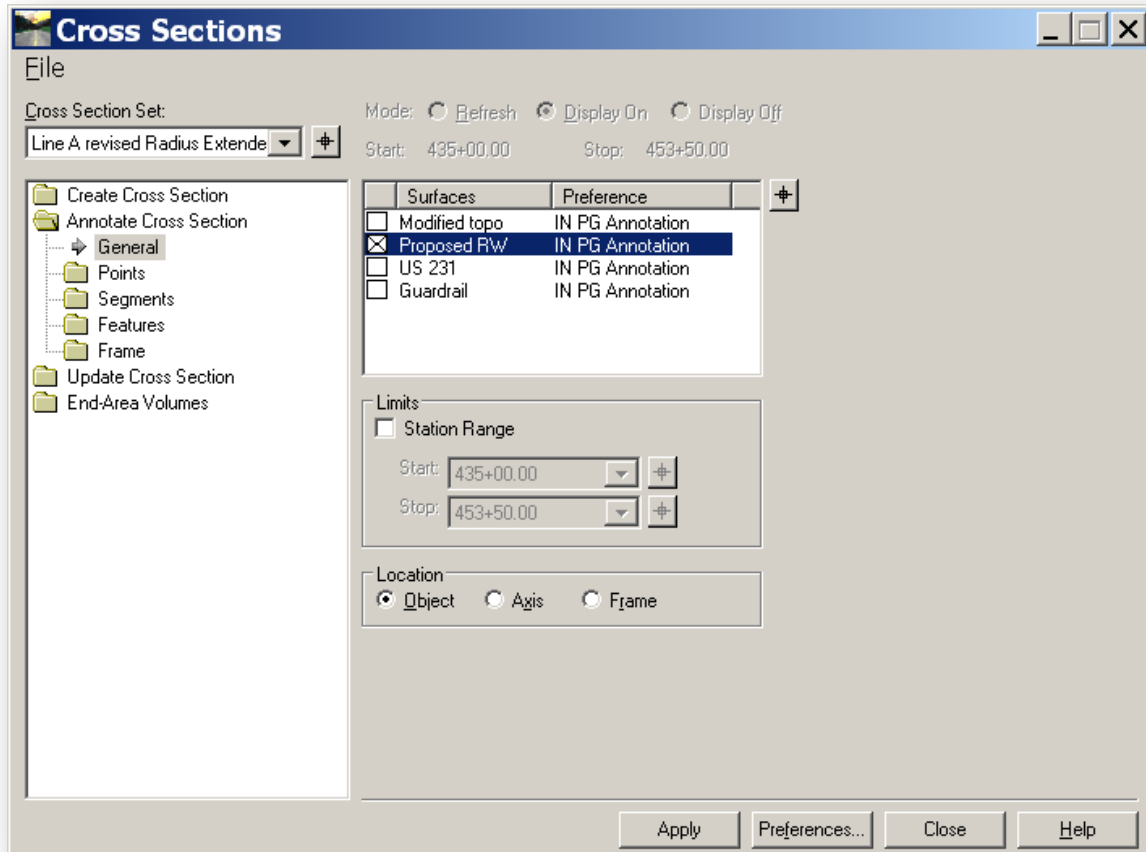 Cross Sections
File
Cross Section Set:
Line A revised Radius Extende
Mode: Refresh Display On Display Off
Start: 435+00.00 Stop: 453+50.00
Create Cross Section
Annotate Cross Section
General
Points
Segments
Features
Frame
Update Cross Section
End-Area Volumes
Surfaces Preference
Modified topo IN PG Annotation
Proposed RW IN PG Annotation
US 231 IN PG Annotation
Guardrail IN PG Annotation
Limits
Station Range
Start: 435+00.00
Stop: 453+50.00
Location
Object Axis Frame
Apply Preferences... Close Help